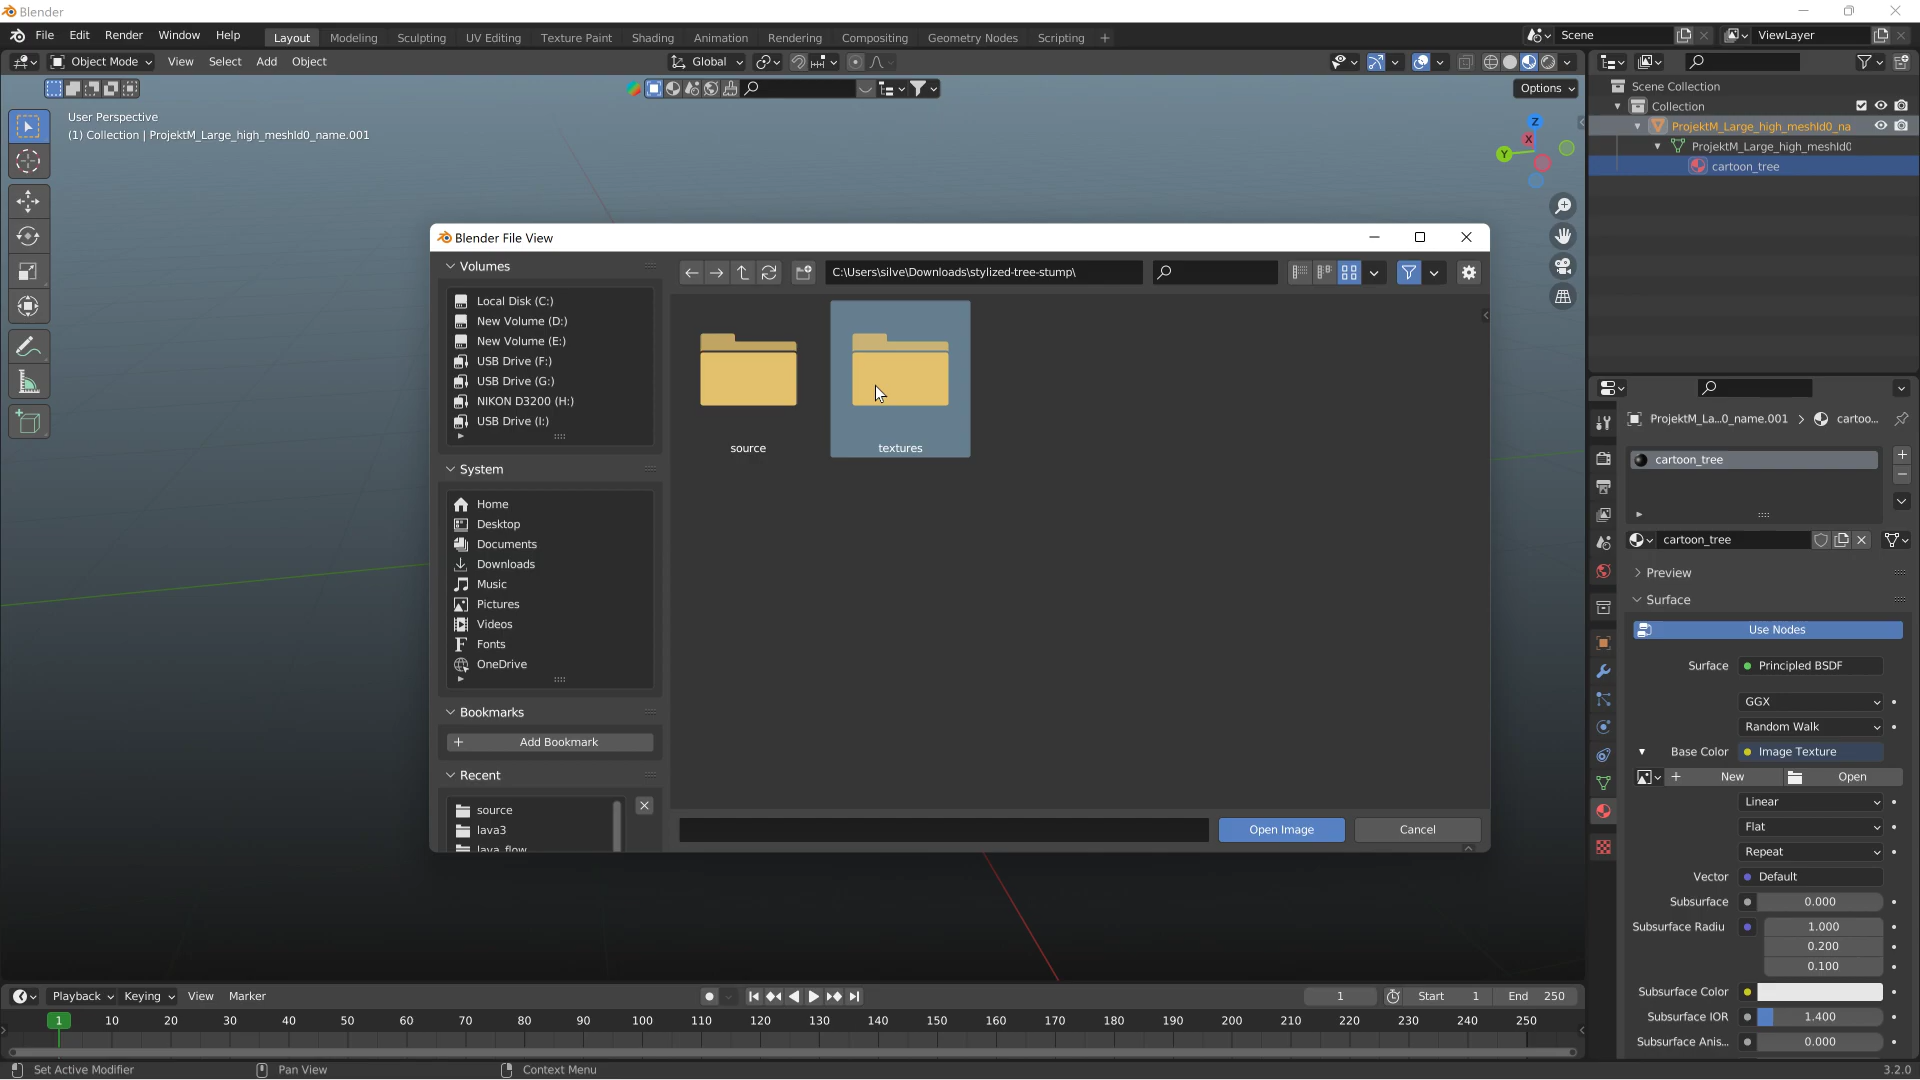 Blender
File Edit Render Window Help Layout Modeling Sculpting UV Editing Texture Paint Shading Animation Rendering Compositing Geometry Nodes Scripting + Scene ViewLayer
Object Mode View Select Add Object Global
Options
User Perspective
(1) Collection | ProjektM_Large_high_meshId0_name.001
Z
X
Y
Scene Collection
Collection
ProjektM_Large_high_meshId0_na
ProjektM_Large_high_meshId0
cartoon_tree
Blender File View
Volumes
C:\Users\silve\Downloads\stylized-tree-stump\
Local Disk (C:)
New Volume (D:)
New Volume (E:)
USB Drive (F:)
USB Drive (G:)
NIKON D3200 (H:)
USB Drive (I:)
source
textures
System
Home
Desktop
Documents
Downloads
Music
Pictures
Videos
Fonts
OneDrive
Bookmarks
Add Bookmark
Recent
source
lava3
lava_flow
Open Image
Cancel
ProjektM_La...0_name.001 > cartoo...
cartoon_tree
cartoon_tree
Preview
Surface
Use Nodes
Surface Principled BSDF
GGX
Random Walk
Base Color Image Texture
New Open
Linear
Flat
Repeat
Vector Default
Subsurface 0.000
Subsurface Radiu 1.000
0.200
0.100
Subsurface Color
Subsurface IOR 1.400
Subsurface Anis... 0.000
Playback Keying View Marker 1 Start 1 End 250
1 10 20 30 40 50 60 70 80 90 100 110 120 130 140 150 160 170 180 190 200 210 220 230 240 250
Set Active Modifier Pan View Context Menu 3.2.0